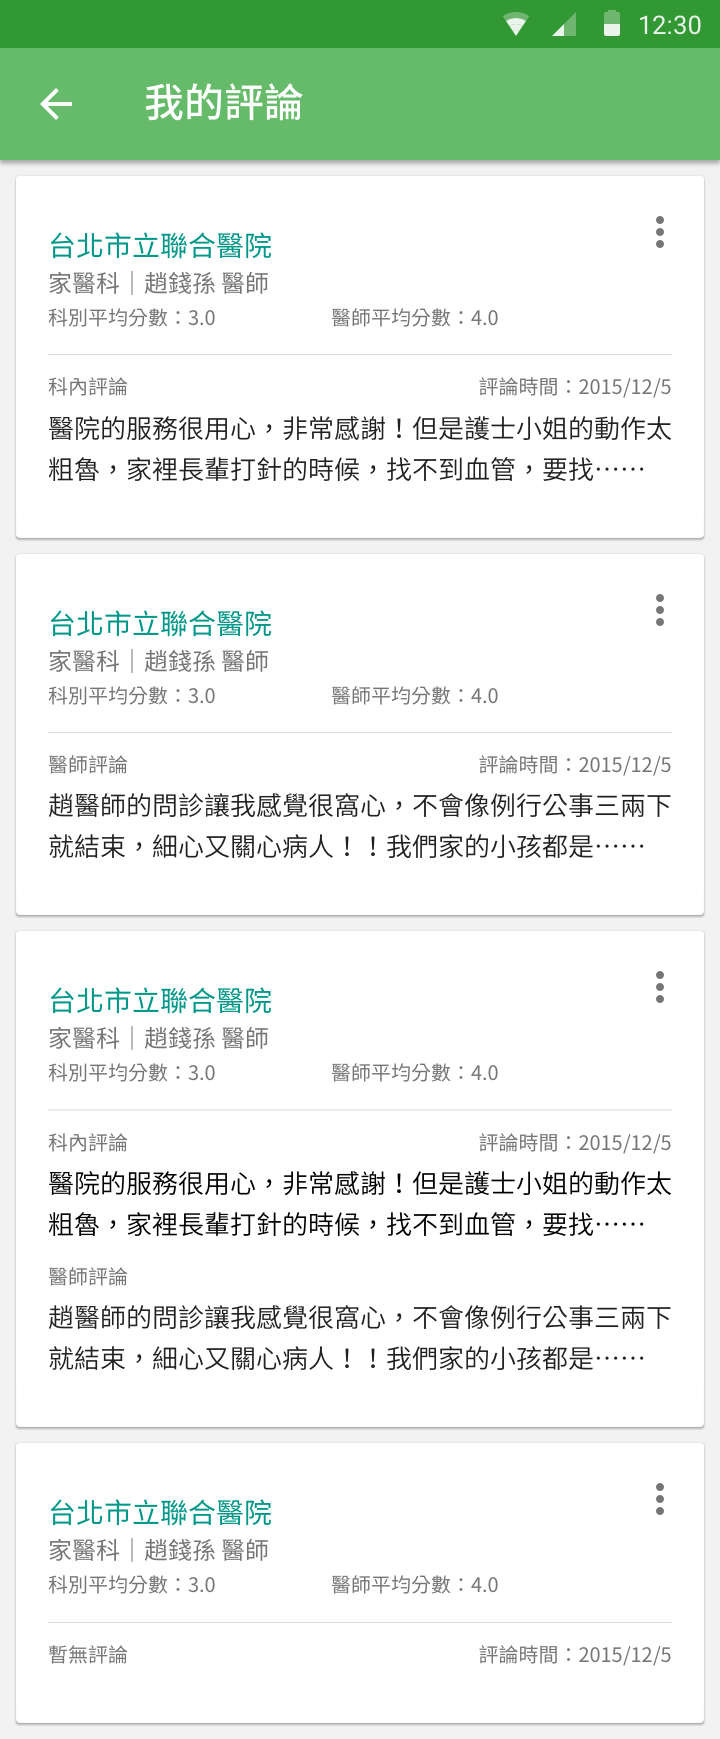 12:30
我的評論
台北市立聯合醫院
家醫科｜趙錢孫 醫師
科別平均分數：3.0 醫師平均分數：4.0
科內評論 評論時間：2015/12/5
醫院的服務很用心，非常感謝！但是護士小姐的動作太
粗魯，家裡長輩打針的時候，找不到血管，要找……
台北市立聯合醫院
家醫科｜趙錢孫 醫師
科別平均分數：3.0 醫師平均分數：4.0
醫師評論 評論時間：2015/12/5
趙醫師的問診讓我感覺很窩心，不會像例行公事三兩下
就結束，細心又關心病人！！我們家的小孩都是……
台北市立聯合醫院
家醫科｜趙錢孫 醫師
科別平均分數：3.0 醫師平均分數：4.0
科內評論 評論時間：2015/12/5
醫院的服務很用心，非常感謝！但是護士小姐的動作太
粗魯，家裡長輩打針的時候，找不到血管，要找……
醫師評論
趙醫師的問診讓我感覺很窩心，不會像例行公事三兩下
就結束，細心又關心病人！！我們家的小孩都是……
台北市立聯合醫院
家醫科｜趙錢孫 醫師
科別平均分數：3.0 醫師平均分數：4.0
暫無評論 評論時間：2015/12/5